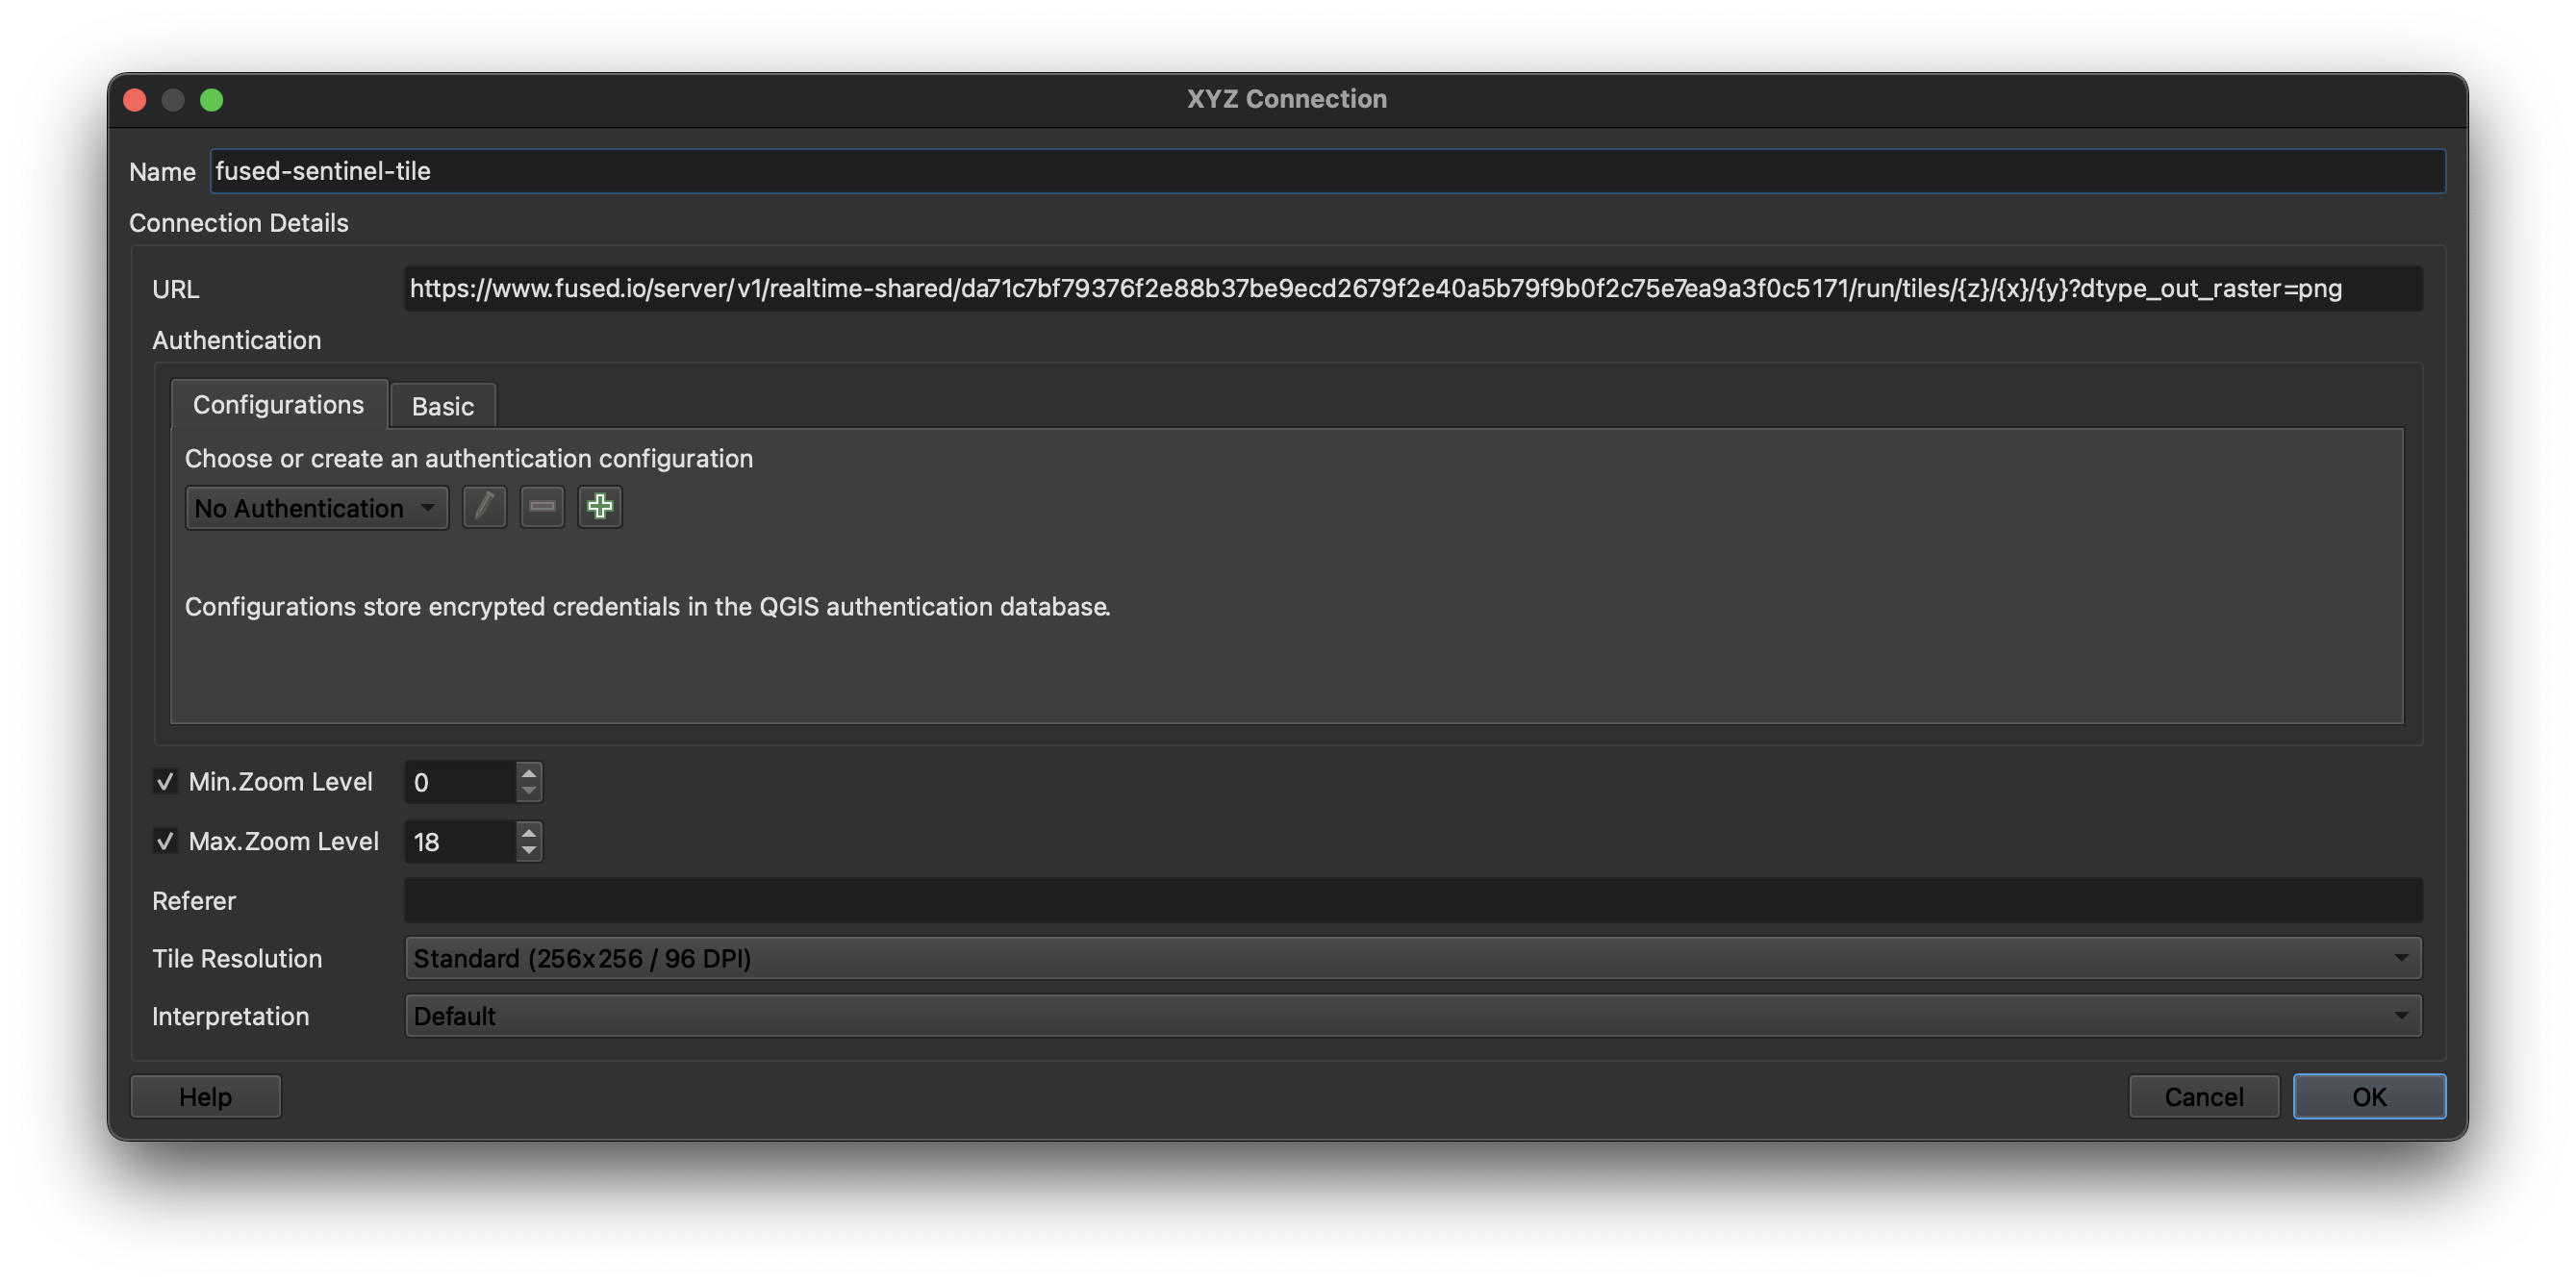 XYZ Connection
Name fused-sentinel-tile
Connection Details
URL https://www.fused.io/server/v1/realtime-shared/da71c7bf79376f2e88b37be9ecd2679f2e40a5b79f9b0f2c75e7ea9a3f0c5171/run/tiles/{z}/{x}/{y}?dtype_out_raster=png
Authentication
Configurations Basic
Choose or create an authentication configuration
No Authentication
Configurations store encrypted credentials in the QGIS authentication database.
Min.Zoom Level 0
Max.Zoom Level 18
Referer
Tile Resolution Standard (256x256 / 96 DPI)
Interpretation Default
Help Cancel OK